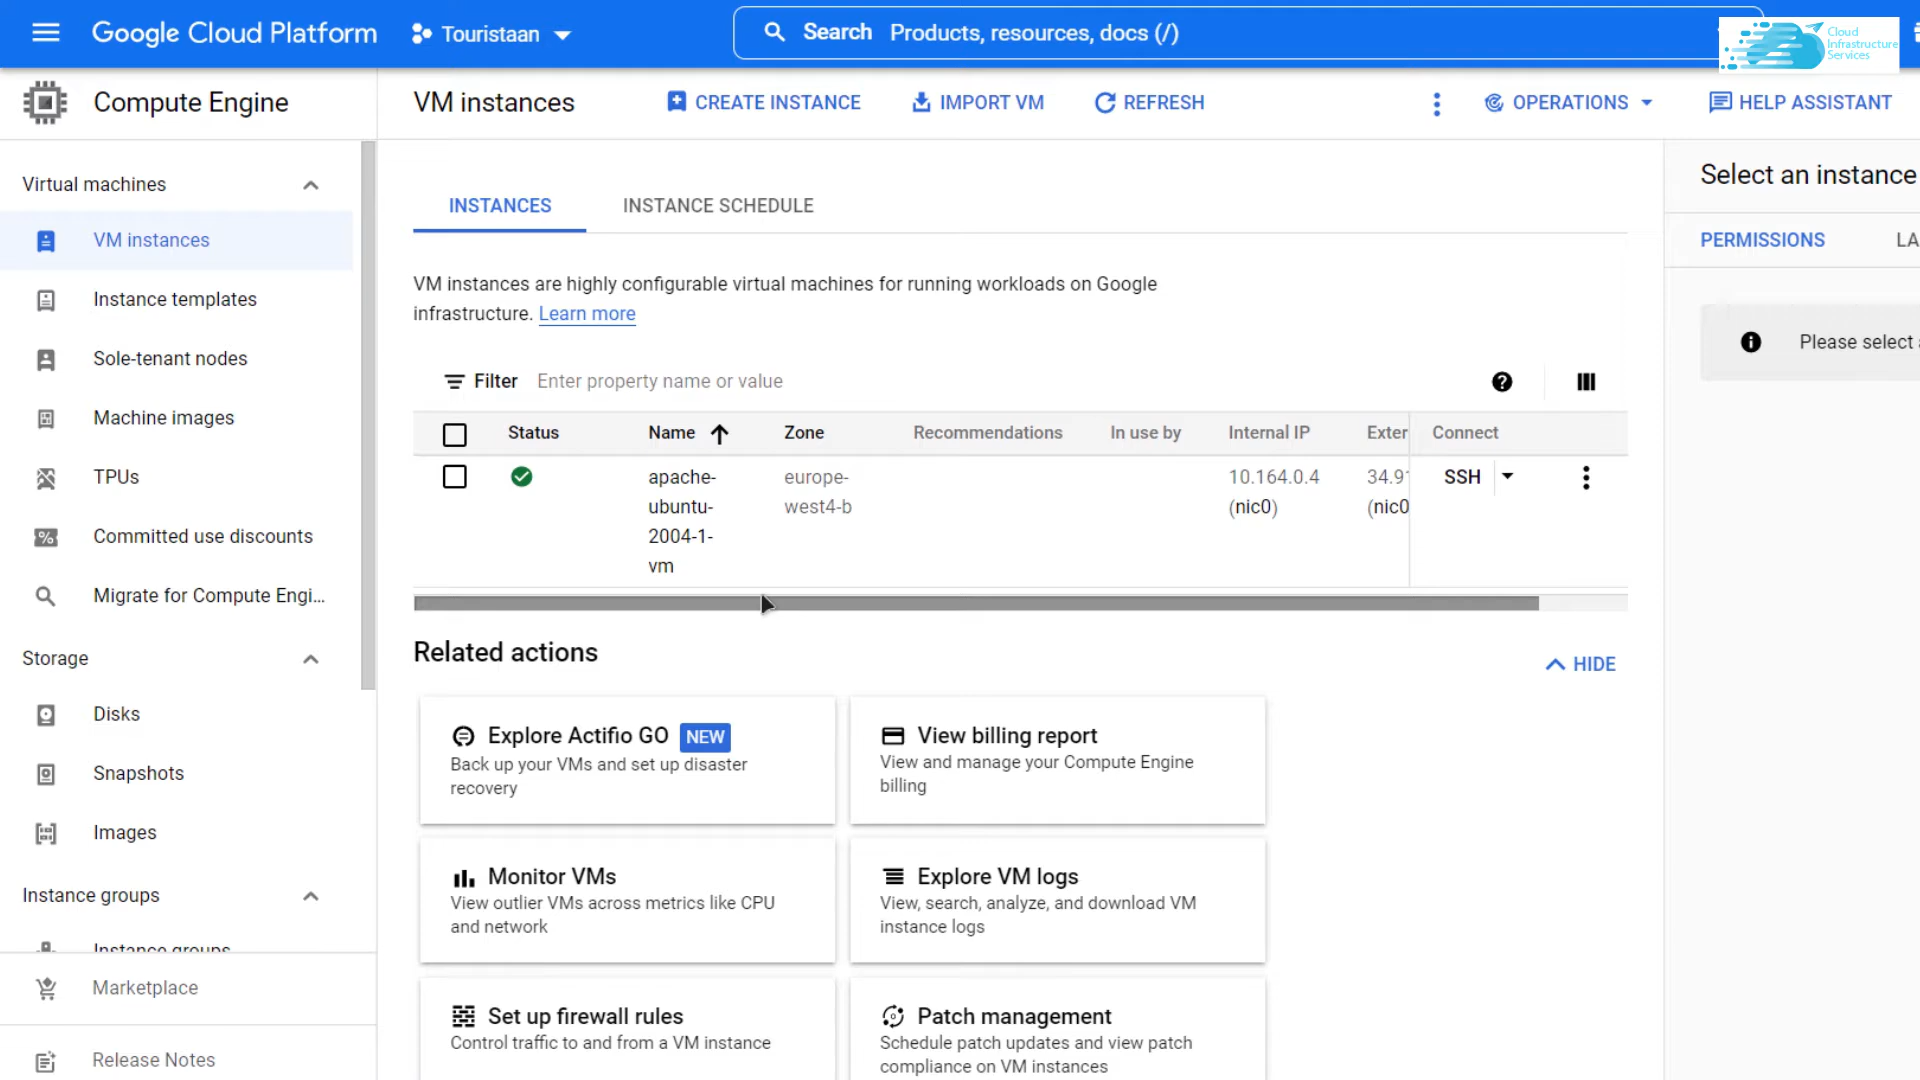 Google Cloud Platform
Touristaan
Search Products, resources, docs (/)
Cloud
Infrastructure
Services
Compute Engine
VM instances
CREATE INSTANCE
IMPORT VM
REFRESH
OPERATIONS
HELP ASSISTANT
Virtual machines
VM instances
Instance templates
Sole-tenant nodes
Machine images
TPUs
Committed use discounts
Migrate for Compute Engi...
Storage
Disks
Snapshots
Images
Instance groups
Instance groups
Marketplace
Release Notes
INSTANCES
INSTANCE SCHEDULE
VM instances are highly configurable virtual machines for running workloads on Google
infrastructure. Learn more
Filter Enter property name or value
Status Name Zone Recommendations In use by Internal IP Exter Connect
apache-
ubuntu-
2004-1-
vm
europe-
west4-b
10.164.0.4
(nic0)
34.91
(nic0
SSH
Related actions
HIDE
Explore Actifio GO NEW
Back up your VMs and set up disaster
recovery
View billing report
View and manage your Compute Engine
billing
Monitor VMs
View outlier VMs across metrics like CPU
and network
Explore VM logs
View, search, analyze, and download VM
instance logs
Set up firewall rules
Control traffic to and from a VM instance
Patch management
Schedule patch updates and view patch
compliance on VM instances
Select an instance
PERMISSIONS
LA
Please select